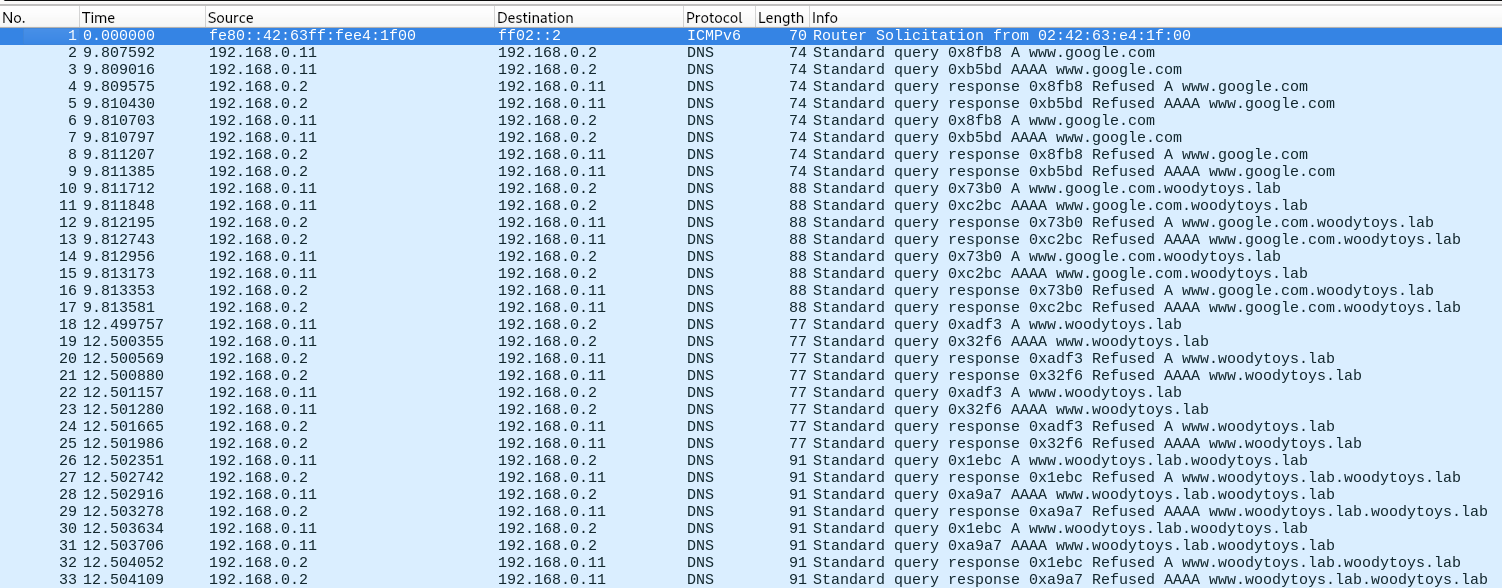 No. Time Source Destination Protocol Length Info
1 0.000000 fe80::42:63ff:fee4:1f00 ff02::2 ICMPv6 70 Router Solicitation from 02:42:63:e4:1f:00
2 9.807592 192.168.0.11 192.168.0.2 DNS 74 Standard query 0x8fb8 A www.google.com
3 9.809016 192.168.0.11 192.168.0.2 DNS 74 Standard query 0xb5bd AAAA www.google.com
4 9.809575 192.168.0.2 192.168.0.11 DNS 74 Standard query response 0x8fb8 Refused A www.google.com
5 9.810430 192.168.0.2 192.168.0.11 DNS 74 Standard query response 0xb5bd Refused AAAA www.google.com
6 9.810703 192.168.0.11 192.168.0.2 DNS 74 Standard query 0x8fb8 A www.google.com
7 9.810797 192.168.0.11 192.168.0.2 DNS 74 Standard query 0xb5bd AAAA www.google.com
8 9.811207 192.168.0.2 192.168.0.11 DNS 74 Standard query response 0x8fb8 Refused A www.google.com
9 9.811385 192.168.0.2 192.168.0.11 DNS 74 Standard query response 0xb5bd Refused AAAA www.google.com
10 9.811712 192.168.0.11 192.168.0.2 DNS 88 Standard query 0x73b0 A www.google.com.woodytoys.lab
11 9.811848 192.168.0.11 192.168.0.2 DNS 88 Standard query 0xc2bc AAAA www.google.com.woodytoys.lab
12 9.812195 192.168.0.2 192.168.0.11 DNS 88 Standard query response 0x73b0 Refused A www.google.com.woodytoys.lab
13 9.812743 192.168.0.2 192.168.0.11 DNS 88 Standard query response 0xc2bc Refused AAAA www.google.com.woodytoys.lab
14 9.812956 192.168.0.11 192.168.0.2 DNS 88 Standard query 0x73b0 A www.google.com.woodytoys.lab
15 9.813173 192.168.0.11 192.168.0.2 DNS 88 Standard query 0xc2bc AAAA www.google.com.woodytoys.lab
16 9.813353 192.168.0.2 192.168.0.11 DNS 88 Standard query response 0x73b0 Refused A www.google.com.woodytoys.lab
17 9.813581 192.168.0.2 192.168.0.11 DNS 88 Standard query response 0xc2bc Refused AAAA www.google.com.woodytoys.lab
18 12.499757 192.168.0.11 192.168.0.2 DNS 77 Standard query 0xadf3 A www.woodytoys.lab
19 12.500355 192.168.0.11 192.168.0.2 DNS 77 Standard query 0x32f6 AAAA www.woodytoys.lab
20 12.500569 192.168.0.2 192.168.0.11 DNS 77 Standard query response 0xadf3 Refused A www.woodytoys.lab
21 12.500880 192.168.0.2 192.168.0.11 DNS 77 Standard query response 0x32f6 Refused AAAA www.woodytoys.lab
22 12.501157 192.168.0.11 192.168.0.2 DNS 77 Standard query 0xadf3 A www.woodytoys.lab
23 12.501280 192.168.0.11 192.168.0.2 DNS 77 Standard query 0x32f6 AAAA www.woodytoys.lab
24 12.501665 192.168.0.2 192.168.0.11 DNS 77 Standard query response 0xadf3 Refused A www.woodytoys.lab
25 12.501986 192.168.0.2 192.168.0.11 DNS 77 Standard query response 0x32f6 Refused AAAA www.woodytoys.lab
26 12.502351 192.168.0.11 192.168.0.2 DNS 91 Standard query 0x1ebc A www.woodytoys.lab.woodytoys.lab
27 12.502742 192.168.0.2 192.168.0.11 DNS 91 Standard query response 0x1ebc Refused A www.woodytoys.lab.woodytoys.lab
28 12.502916 192.168.0.11 192.168.0.2 DNS 91 Standard query 0xa9a7 AAAA www.woodytoys.lab.woodytoys.lab
29 12.503278 192.168.0.2 192.168.0.11 DNS 91 Standard query response 0xa9a7 Refused AAAA www.woodytoys.lab.woodytoys.lab
30 12.503634 192.168.0.11 192.168.0.2 DNS 91 Standard query 0x1ebc A www.woodytoys.lab.woodytoys.lab
31 12.503706 192.168.0.11 192.168.0.2 DNS 91 Standard query 0xa9a7 AAAA www.woodytoys.lab.woodytoys.lab
32 12.504052 192.168.0.2 192.168.0.11 DNS 91 Standard query response 0x1ebc Refused A www.woodytoys.lab.woodytoys.lab
33 12.504109 192.168.0.2 192.168.0.11 DNS 91 Standard query response 0xa9a7 Refused AAAA www.woodytoys.lab.woodytoys.lab